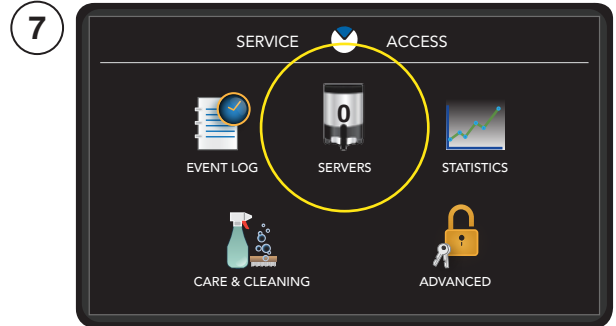 7
SERVICE ACCESS
0
EVENT LOG SERVERS STATISTICS
CARE & CLEANING ADVANCED